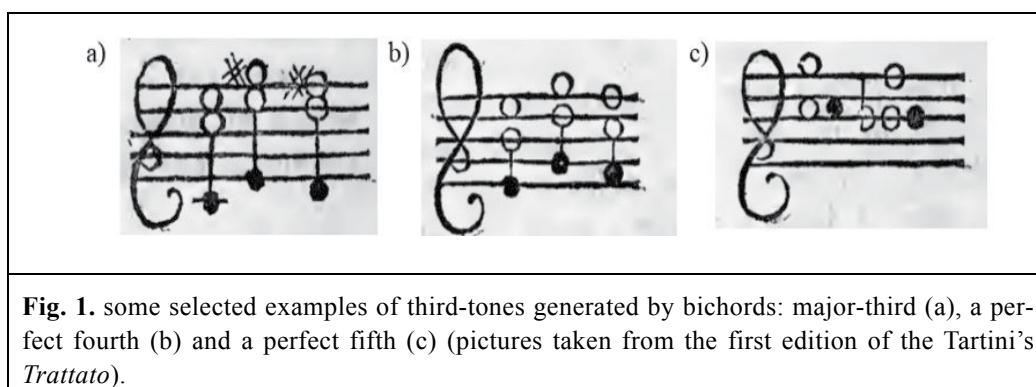 a) b) c)
Fig. 1. some selected examples of third-tones generated by bichords: major-third (a), a per-
fect fourth (b) and a perfect fifth (c) (pictures taken from the first edition of the Tartini's
Trattato).